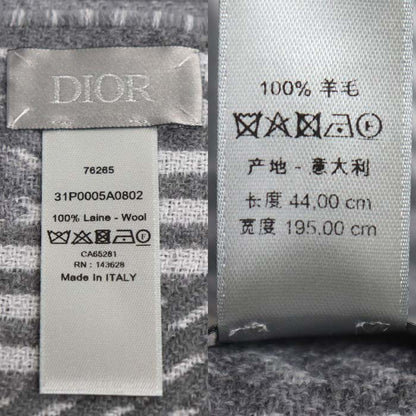 DIOR
76285
31P0005A0802
100% Laine - Wool
CA65281
RN : 143628
Made In ITALY
100% 羊毛
产地 - 意大利
长度 44,00 cm
宽度 195,00 cm